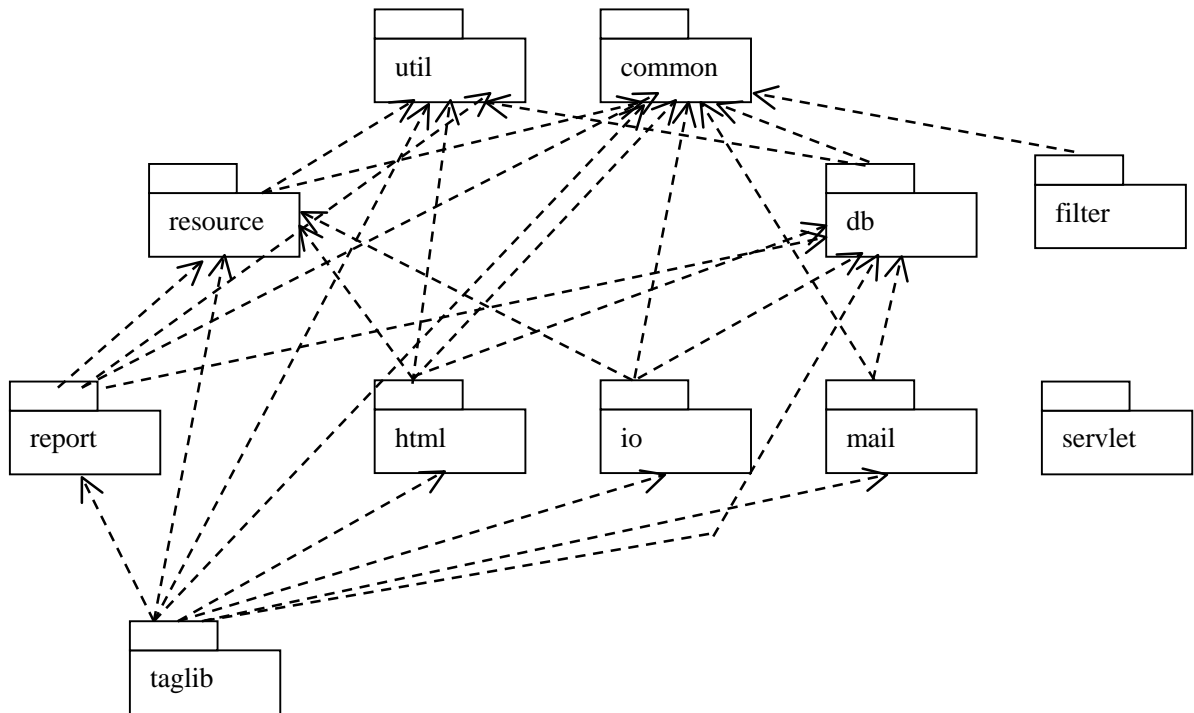 util
common
resource
db
filter
report
html
io
mail
servlet
taglib